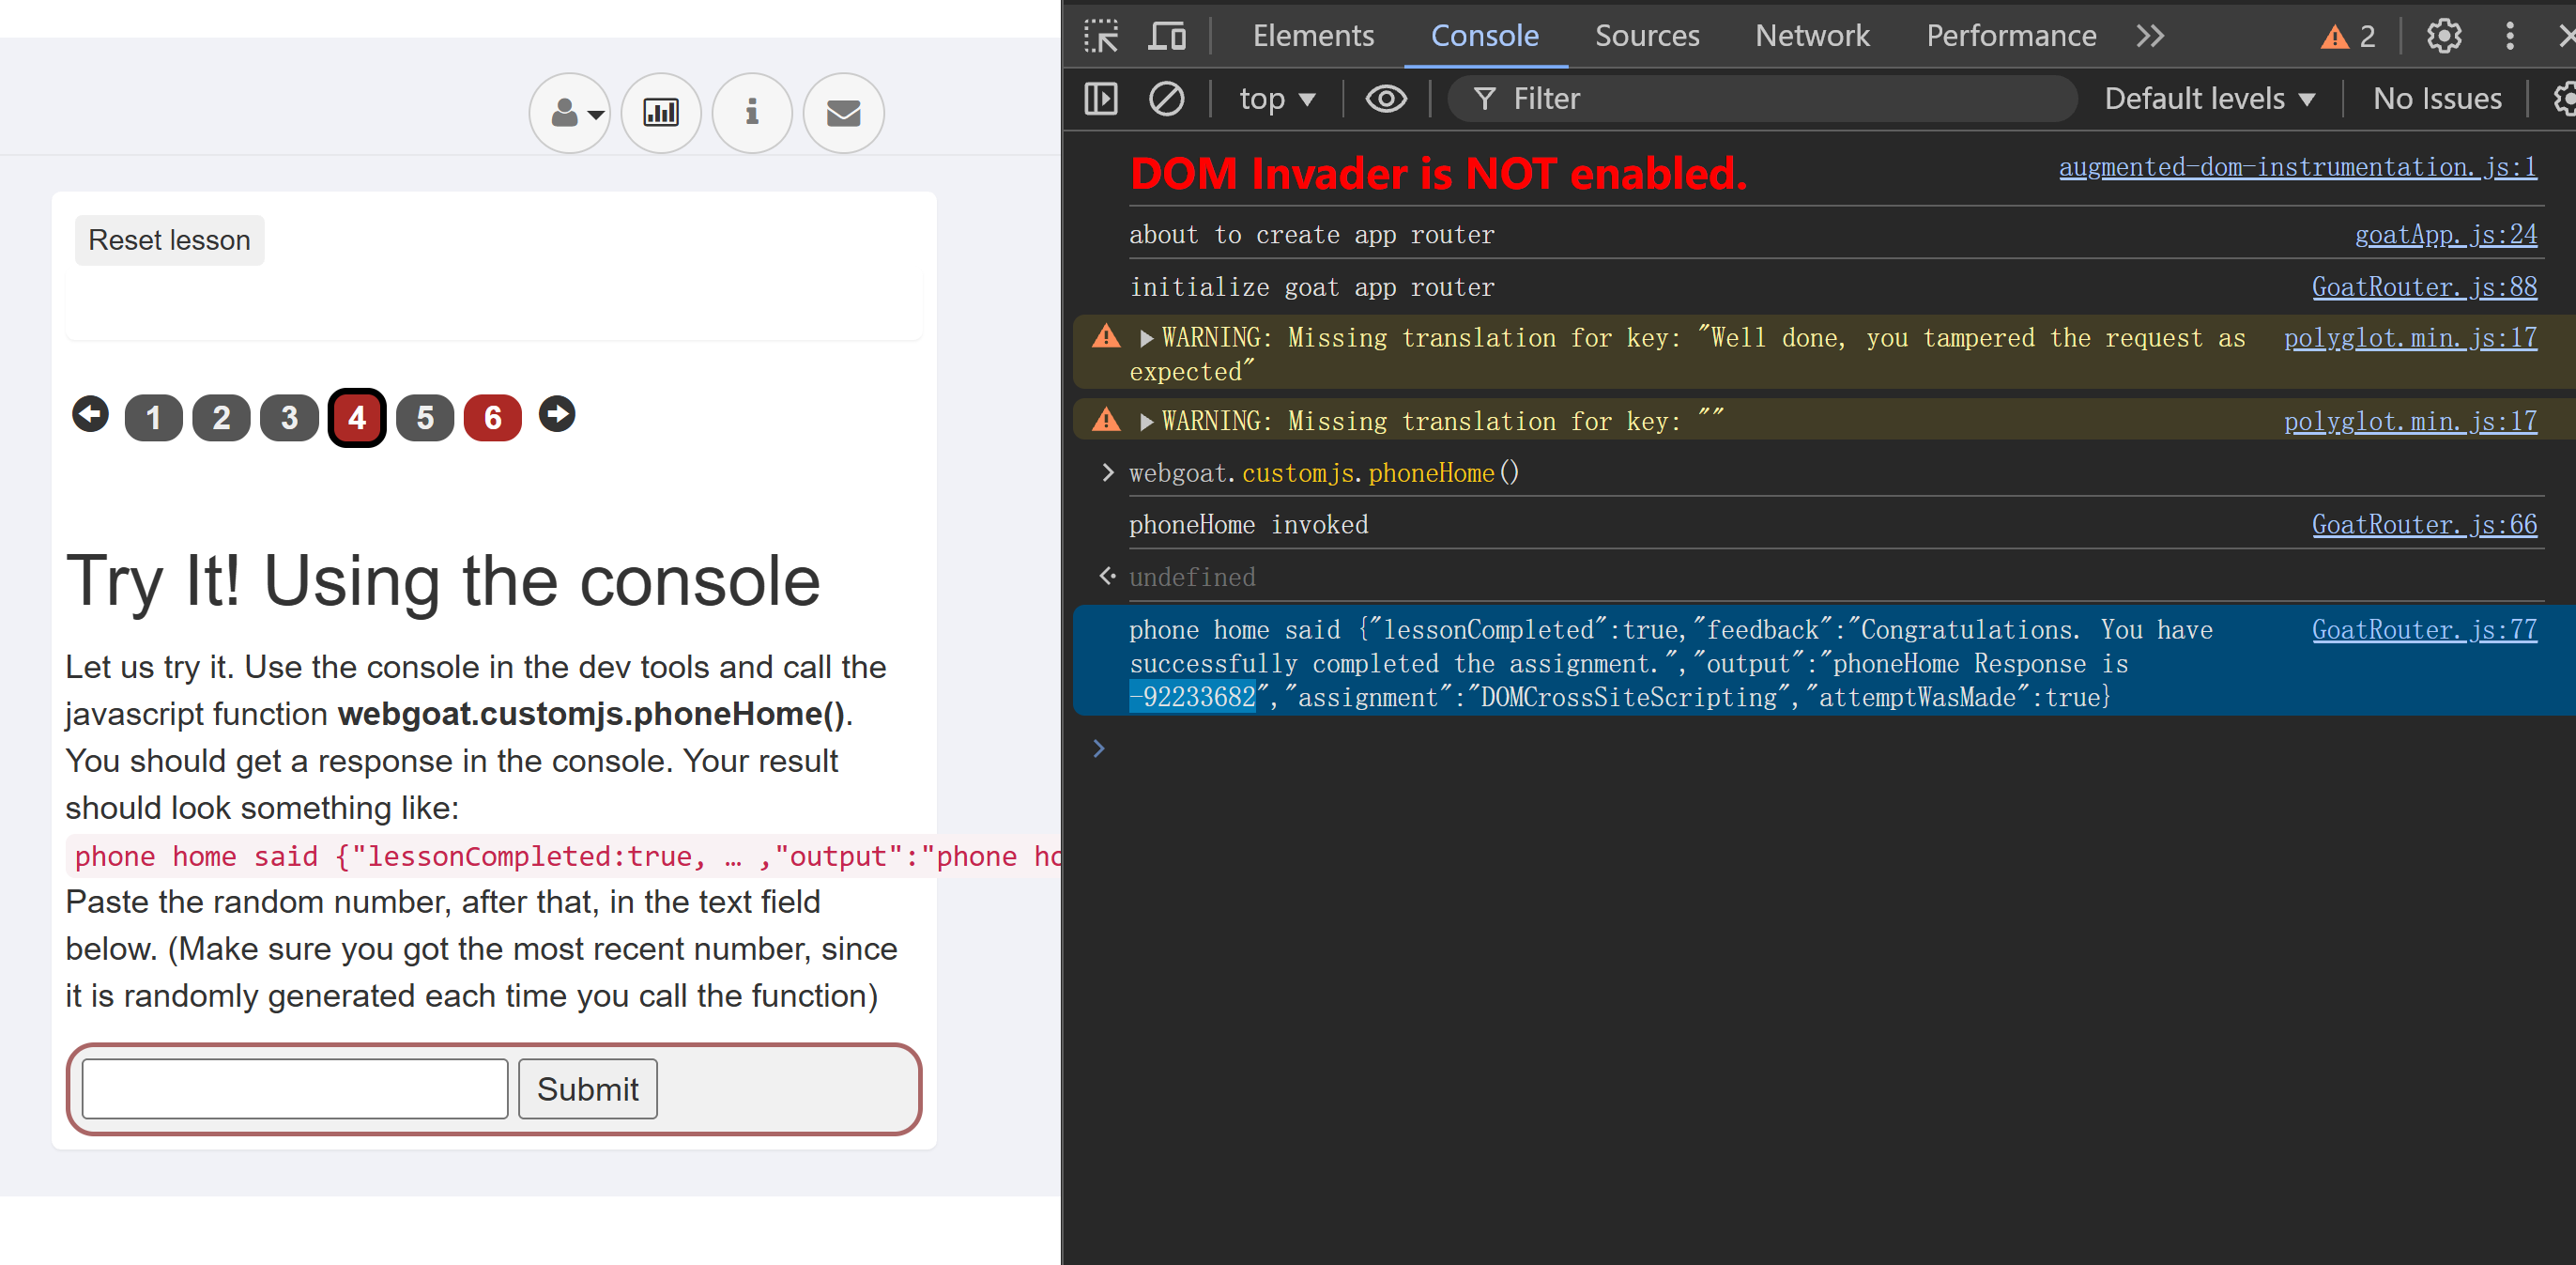 Reset lesson
1 2 3 4 5 6
Try It! Using the console
Let us try it. Use the console in the dev tools and call the
javascript function webgoat.customjs.phoneHome().
You should get a response in the console. Your result
should look something like:
phone home said {"lessonCompleted:true, … ,"output":"phone ho
Paste the random number, after that, in the text field
below. (Make sure you got the most recent number, since
it is randomly generated each time you call the function)
Submit
Elements Console Sources Network Performance 2
top Filter Default levels No Issues
DOM Invader is NOT enabled. augmented-dom-instrumentation.js:1
about to create app router goatApp.js:24
initialize goat app router GoatRouter.js:88
WARNING: Missing translation for key: "Well done, you tampered the request as polyglot.min.js:17
expected"
WARNING: Missing translation for key: "" polyglot.min.js:17
webgoat.customjs.phoneHome()
phoneHome invoked GoatRouter.js:66
undefined
phone home said {"lessonCompleted":true,"feedback":"Congratulations. You have GoatRouter.js:77
successfully completed the assignment.","output":"phoneHome Response is
-92233682","assignment":"DOMCrossSiteScripting","attemptWasMade":true}